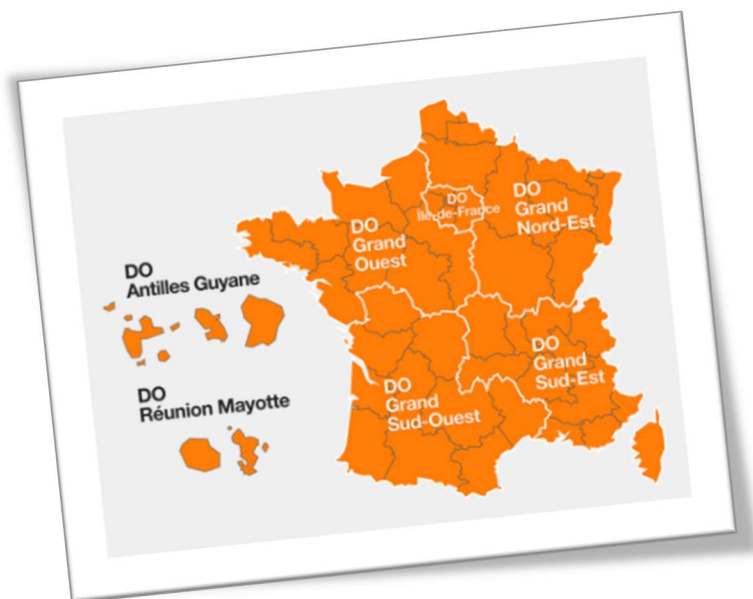 DO
Île-de-France
DO
Grand
Nord-Est
DO
Grand
Ouest
DO
Antilles Guyane
DO
Grand
Sud-Est
DO
Grand
Sud-Ouest
DO
Réunion Mayotte